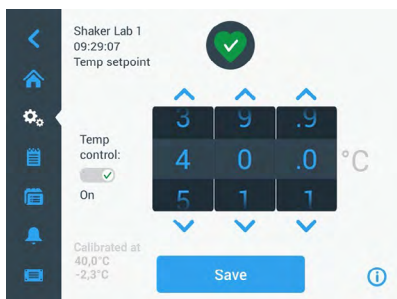 Shaker Lab 1
09:29:07
Temp setpoint
3 9 .9
Temp
control:
4 0 .0 °C
On
5 1 .1
Calibrated at
40,0°C
-2,3°C
Save